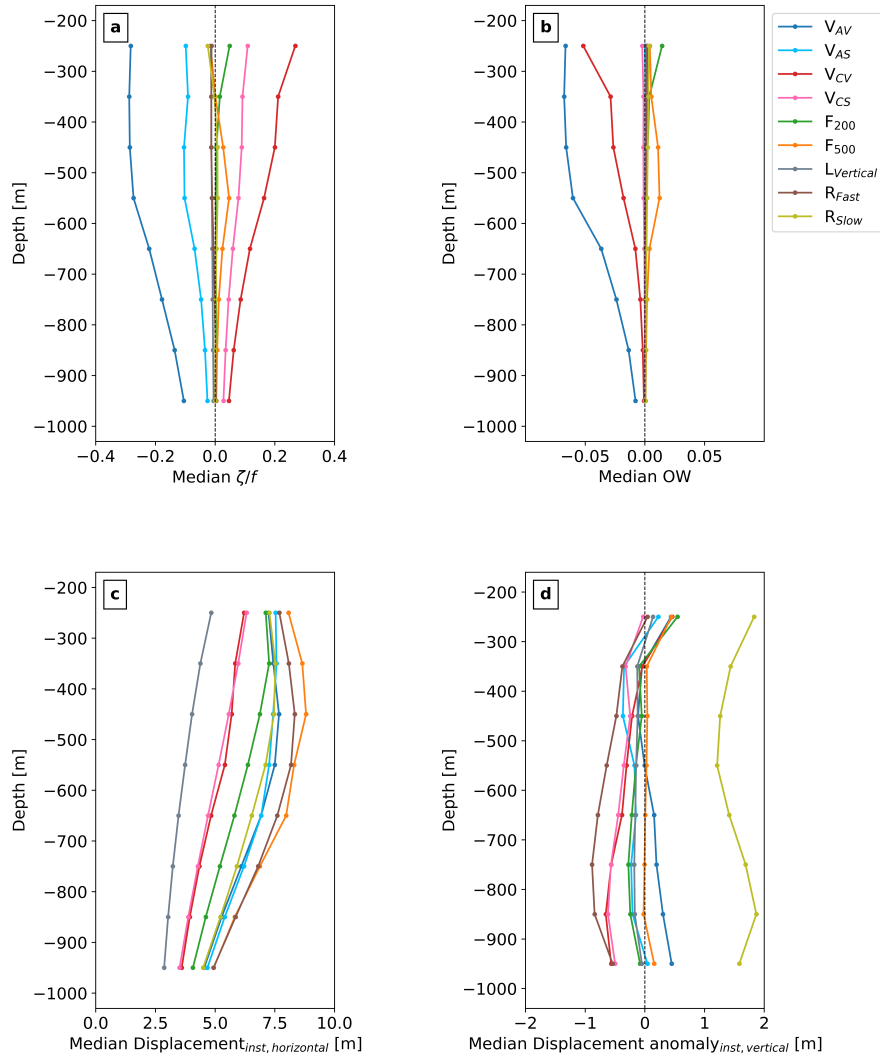 a
−200
−300
−400
−500
−600
−700
−800
−900
−1000
Depth [m]
−0.4 −0.2 0.0 0.2 0.4
Median ζ/f
b
−200
−300
−400
−500
−600
−700
−800
−900
−1000
Depth [m]
−0.05 0.00 0.05
Median OW
V_AV
V_AS
V_CV
V_CS
F_200
F_500
L_Vertical
R_Fast
R_Slow
c
−200
−300
−400
−500
−600
−700
−800
−900
−1000
Depth [m]
0.0 2.5 5.0 7.5 10.0
Median Displacement_inst, horizontal [m]
d
−200
−300
−400
−500
−600
−700
−800
−900
−1000
Depth [m]
−2 −1 0 1 2
Median Displacement anomaly_inst, vertical [m]